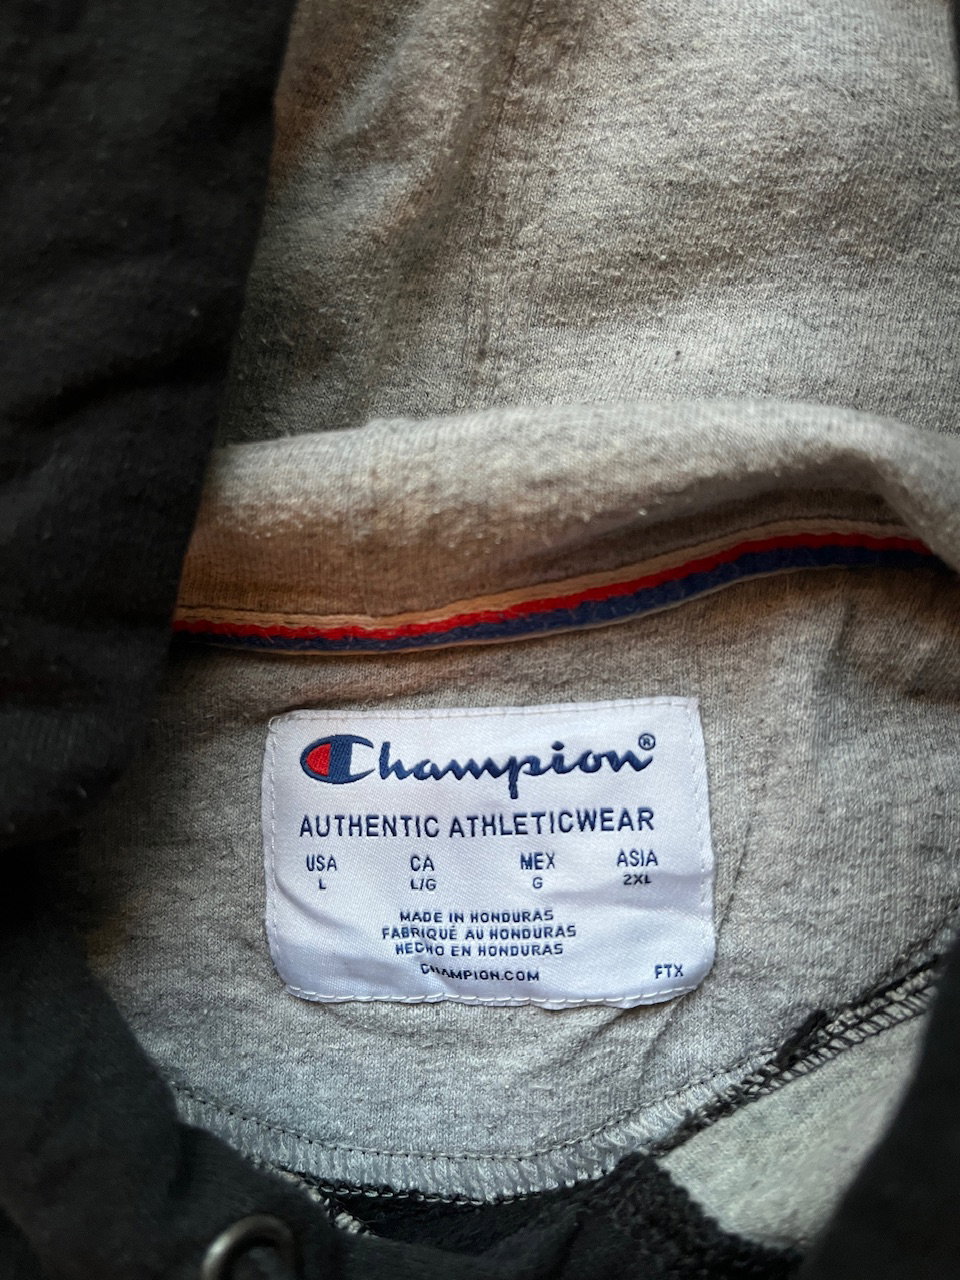 Champion®
AUTHENTIC ATHLETICWEAR
USA CA MEX ASIA
L L/G G 2XL
MADE IN HONDURAS
FABRIQUÉ AU HONDURAS
HECHO EN HONDURAS
CHAMPION.COM
FTX